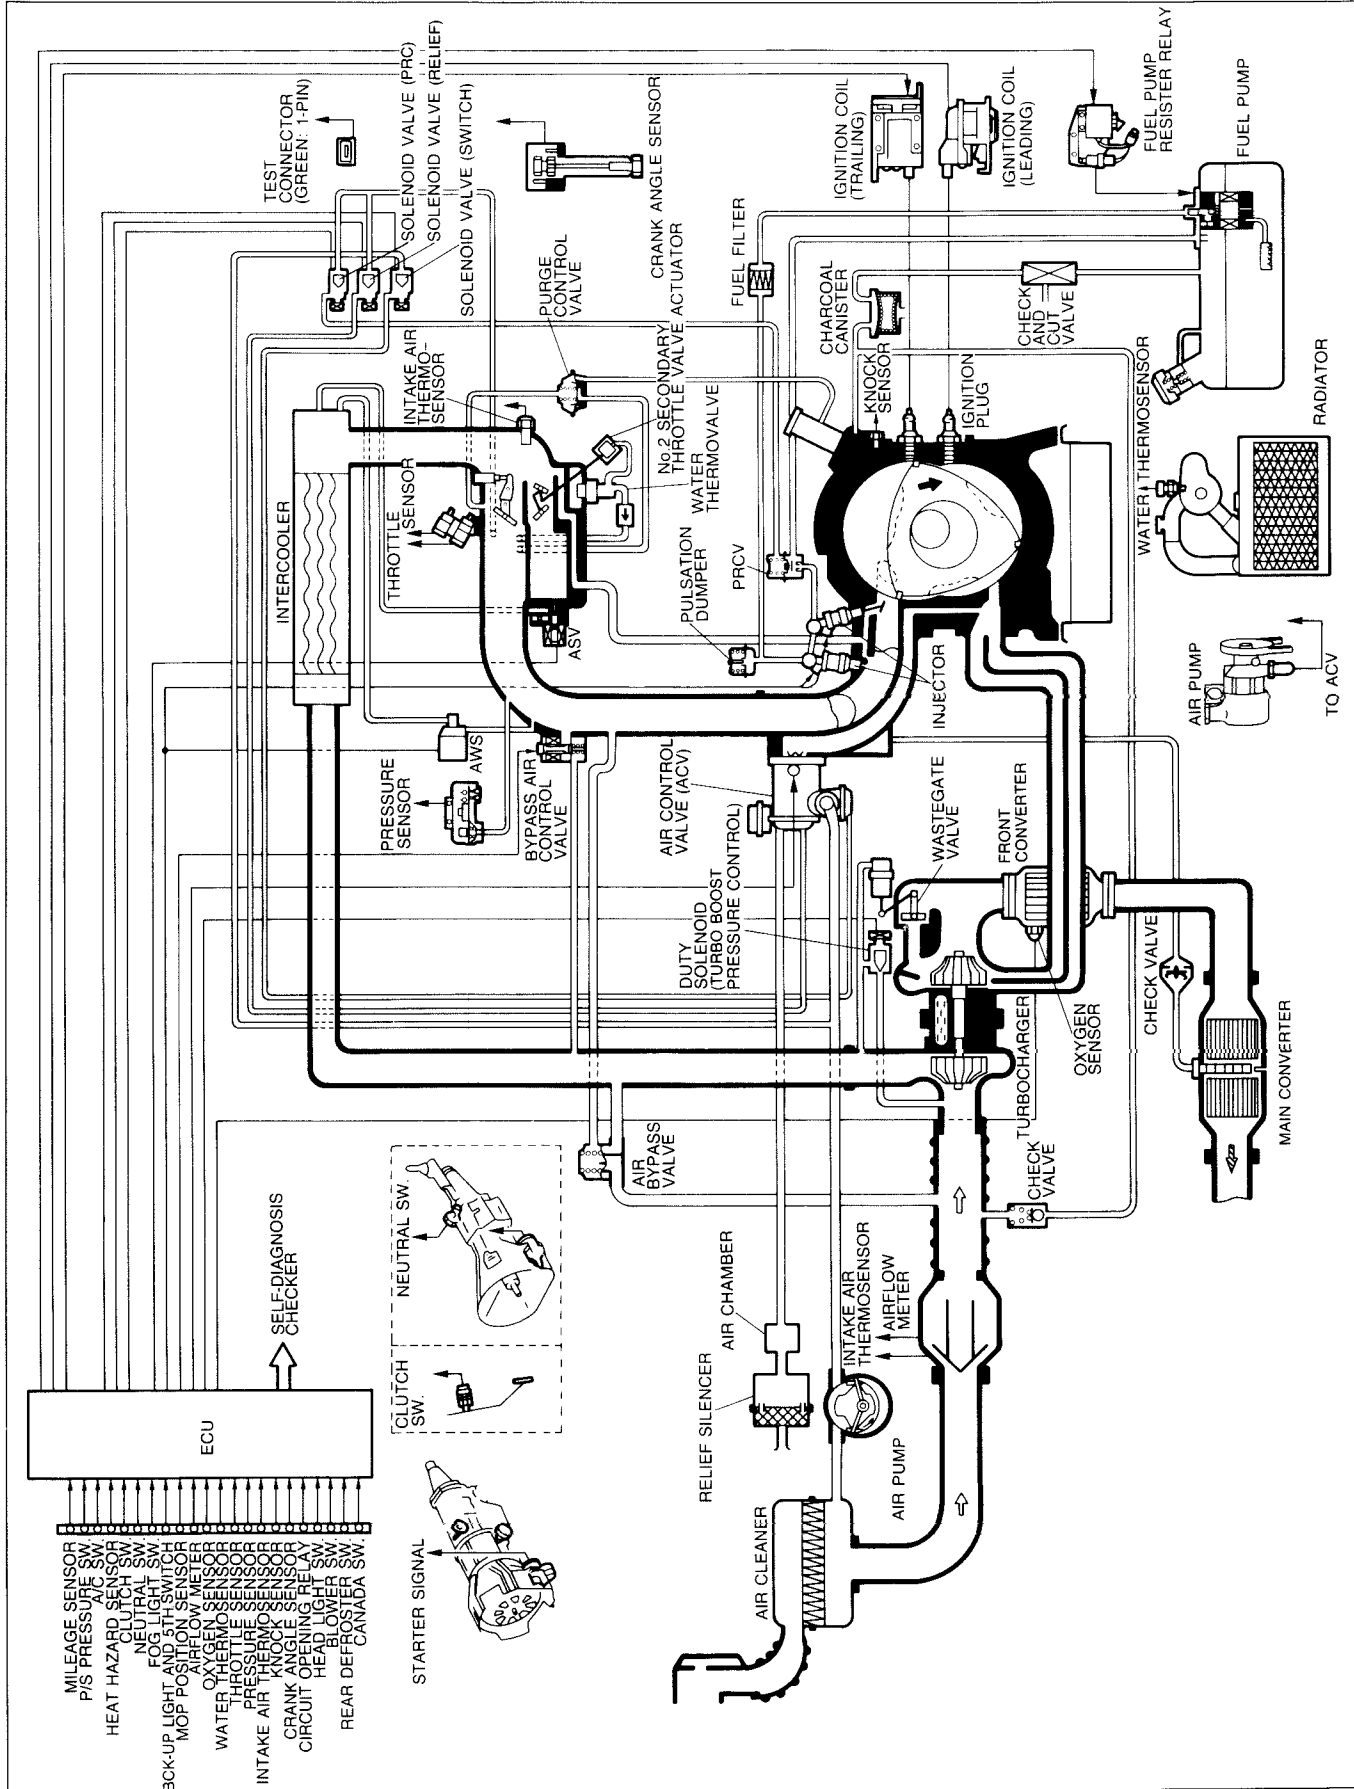 MILEAGE SENSOR
P/S PRESSURE SW.
A/C SW.
HEAT HAZARD SENSOR
CLUTCH SW.
NEUTRAL SW.
FOG LIGHT SW.
BCK-UP LIGHT AND 5TH-SWITCH
MOP POSITION SENSOR
AIRFLOW METER
OXYGEN SENSOR
WATER THERMOSENSOR
THROTTLE SENSOR
PRESSURE SENSOR
INTAKE AIR THERMOSENSOR
KNOCK SENSOR
CRANK ANGLE SENSOR
CIRCUIT OPENING RELAY
HEAD LIGHT SW.
BLOWER SW.
REAR DEFROSTER SW.
CANADA SW.
ECU
SELF-DIAGNOSIS
CHECKER
STARTER SIGNAL
CLUTCH
SW.
NEUTRAL SW.
TEST
CONNECTOR
(GREEN: 1-PIN)
SOLENOID VALVE (PRC)
SOLENOID VALVE (RELIEF)
SOLENOID VALVE (SWITCH)
CRANK ANGLE SENSOR
INTERCOOLER
THROTTLE
SENSOR
INTAKE AIR
THERMO-
SENSOR
PURGE
CONTROL
VALVE
No.2 SECONDARY
THROTTLE VALVE ACTUATOR
WATER
THERMOVALVE
PRESSURE
SENSOR
AWS
BYPASS AIR
CONTROL
VALVE
ASV
AIR CONTROL
VALVE (ACV)
PULSATION
DUMPER
PRCV
FUEL FILTER
CHARCOAL
CANISTER
KNOCK
SENSOR
IGNITION
PLUG
IGNITION COIL
(TRAILING)
IGNITION COIL
(LEADING)
FUEL PUMP
RESISTER RELAY
FUEL PUMP
CHECK
AND
CUT
VALVE
WATER THERMOSENSOR
RADIATOR
INJECTOR
AIR PUMP
TO ACV
DUTY
SOLENOID
(TURBO BOOST
PRESSURE CONTROL)
WASTEGATE
VALVE
FRONT
CONVERTER
CHECK VALVE
OXYGEN
SENSOR
TURBOCHARGER
MAIN CONVERTER
AIR
BYPASS
VALVE
CHECK
VALVE
AIR CHAMBER
RELIEF SILENCER
INTAKE AIR
THERMOSENSOR
AIRFLOW
METER
AIR PUMP
AIR CLEANER